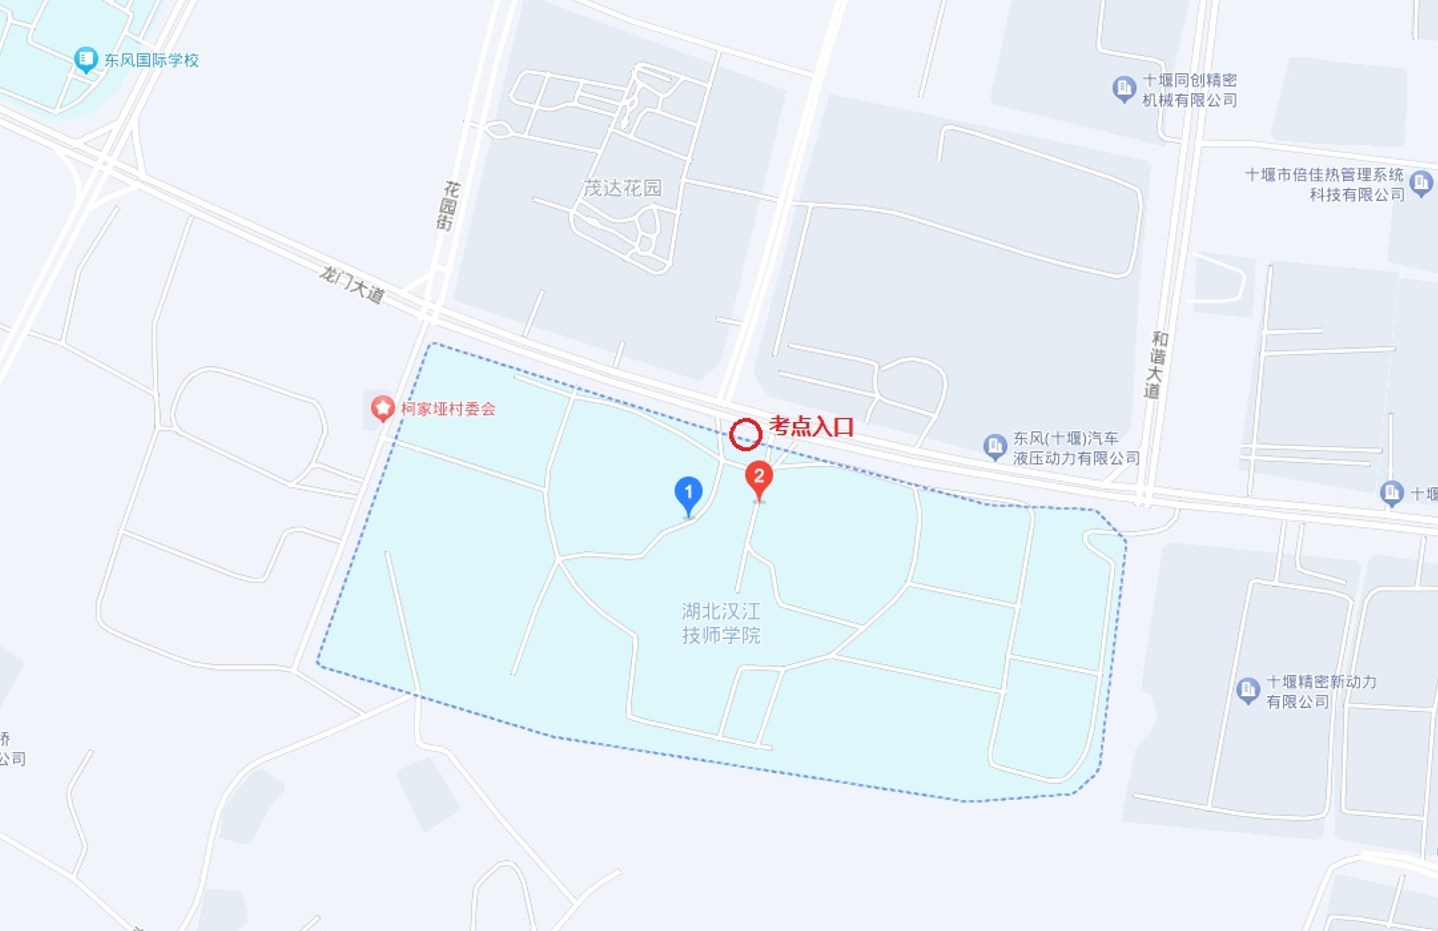 东风国际学校
十堰同创精密
机械有限公司
十堰市倍佳热管理系统
科技有限公司
茂达花园
花园街
龙门大道
和谐大道
柯家垭村委会
考点入口
东风(十堰)汽车
液压动力有限公司
2
1
十堰
湖北汉江
技师学院
十堰精密新动力
有限公司
桥
公司